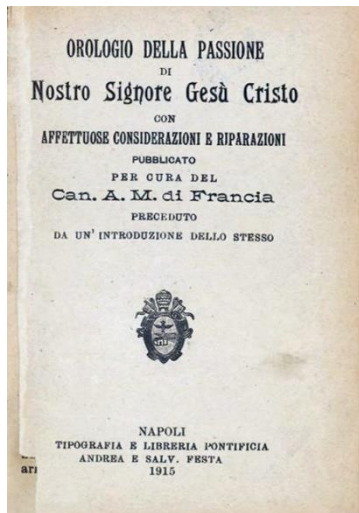 OROLOGIO DELLA PASSIONE
DI
Nostro Signore Gesù Cristo
CON
AFFETTUOSE CONSIDERAZIONI E RIPARAZIONI
PUBBLICATO
PER CURA DEL
Can. A. M. di Francia
PRECEDUTO
DA UN' INTRODUZIONE DELLO STESSO
NAPOLI
TIPOGRAFIA E LIBRERIA PONTIFICIA
ANDREA E SALV. FESTA
1915